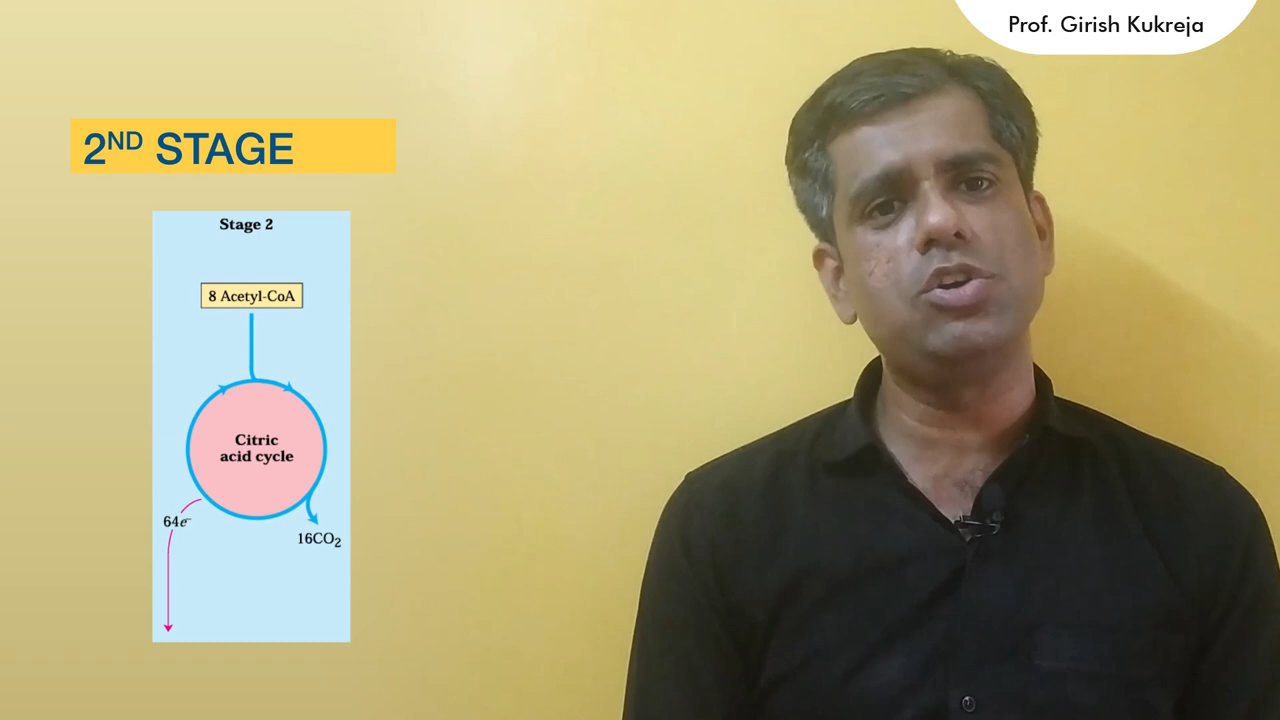 Prof. Girish Kukreja
2ND STAGE
Stage 2
8 Acetyl-CoA
Citric
acid cycle
64e⁻
16CO₂